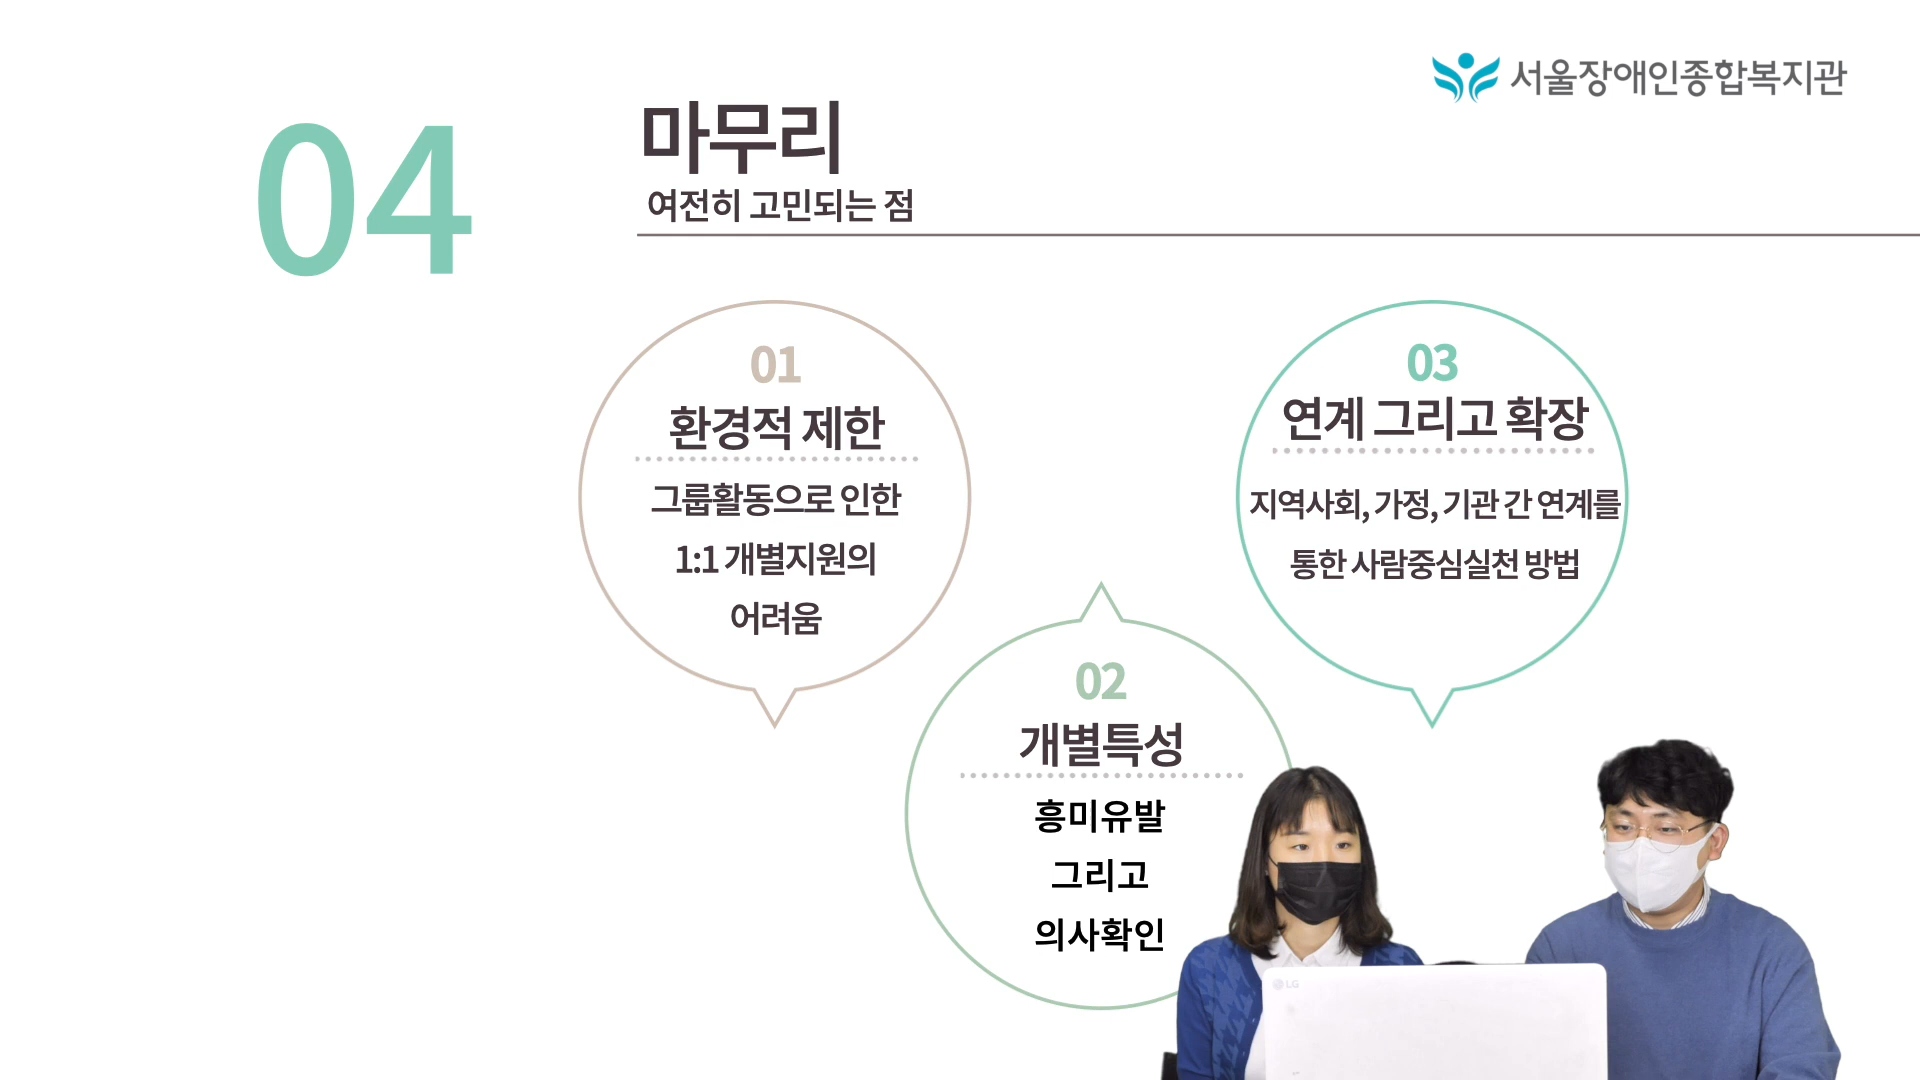 서울장애인종합복지관
04
마무리
여전히 고민되는 점
01
환경적 제한
그룹활동으로 인한
1:1 개별지원의
어려움
02
개별특성
흥미유발
그리고
의사확인
03
연계 그리고 확장
지역사회, 가정, 기관 간 연계를
통한 사람중심실천 방법
LG